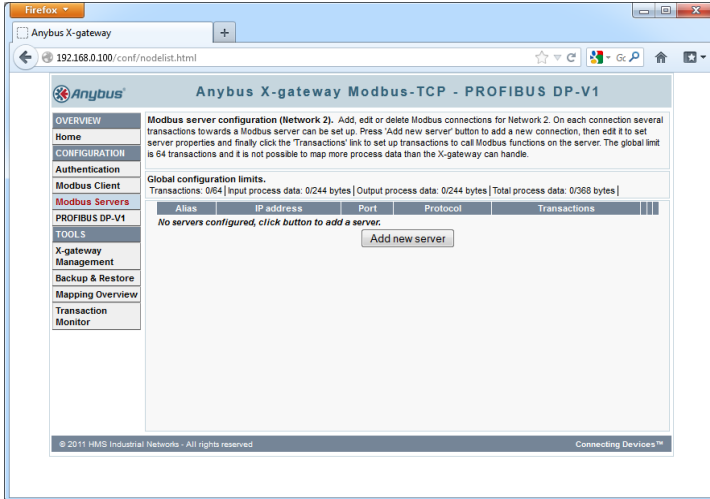 Firefox
Anybus X-gateway
192.168.0.100/conf/nodelist.html
Anybus
Anybus X-gateway Modbus-TCP - PROFIBUS DP-V1
OVERVIEW
Home
CONFIGURATION
Authentication
Modbus Client
Modbus Servers
PROFIBUS DP-V1
TOOLS
X-gateway
Management
Backup & Restore
Mapping Overview
Transaction
Monitor
Modbus server configuration (Network 2). Add, edit or delete Modbus connections for Network 2. On each connection several
transactions towards a Modbus server can be set up. Press 'Add new server' button to add a new connection, then edit it to set
server properties and finally click the 'Transactions' link to set up transactions to call Modbus functions on the server. The global limit
is 64 transactions and it is not possible to map more process data than the X-gateway can handle.
Global configuration limits.
Transactions: 0/64 | Input process data: 0/244 bytes | Output process data: 0/244 bytes | Total process data: 0/368 bytes |
Alias IP address Port Protocol Transactions
No servers configured, click button to add a server.
Add new server
© 2011 HMS Industrial Networks - All rights reserved
Connecting Devices™